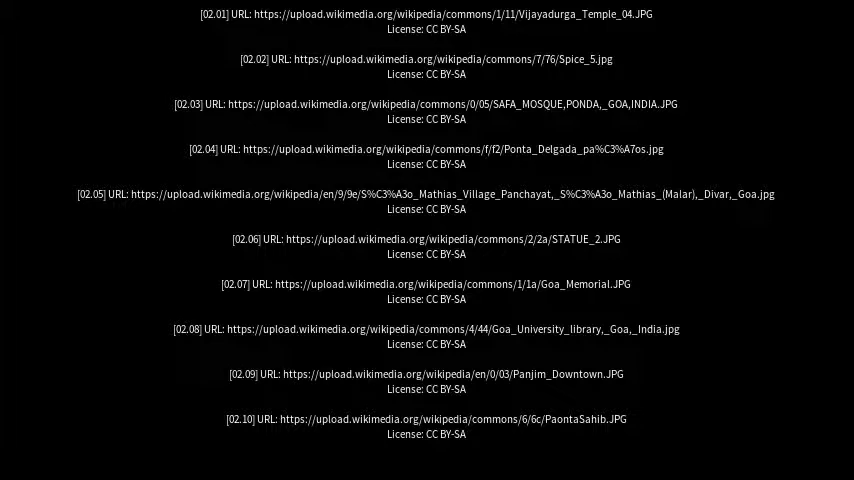 [02.01] URL: https://upload.wikimedia.org/wikipedia/commons/1/11/Vijayadurga_Temple_04.JPG
License: CC BY-SA
[02.02] URL: https://upload.wikimedia.org/wikipedia/commons/7/76/Spice_5.jpg
License: CC BY-SA
[02.03] URL: https://upload.wikimedia.org/wikipedia/commons/0/05/SAFA_MOSQUE,PONDA,_GOA,INDIA.JPG
License: CC BY-SA
[02.04] URL: https://upload.wikimedia.org/wikipedia/commons/f/f2/Ponta_Delgada_pa%C3%A7os.jpg
License: CC BY-SA
[02.05] URL: https://upload.wikimedia.org/wikipedia/en/9/9e/S%C3%A3o_Mathias_Village_Panchayat,_S%C3%A3o_Mathias_(Malar),_Divar,_Goa.jpg
License: CC BY-SA
[02.06] URL: https://upload.wikimedia.org/wikipedia/commons/2/2a/STATUE_2.JPG
License: CC BY-SA
[02.07] URL: https://upload.wikimedia.org/wikipedia/commons/1/1a/Goa_Memorial.JPG
License: CC BY-SA
[02.08] URL: https://upload.wikimedia.org/wikipedia/commons/4/44/Goa_University_library,_Goa,_India.jpg
License: CC BY-SA
[02.09] URL: https://upload.wikimedia.org/wikipedia/en/0/03/Panjim_Downtown.JPG
License: CC BY-SA
[02.10] URL: https://upload.wikimedia.org/wikipedia/commons/6/6c/PaontaSahib.JPG
License: CC BY-SA